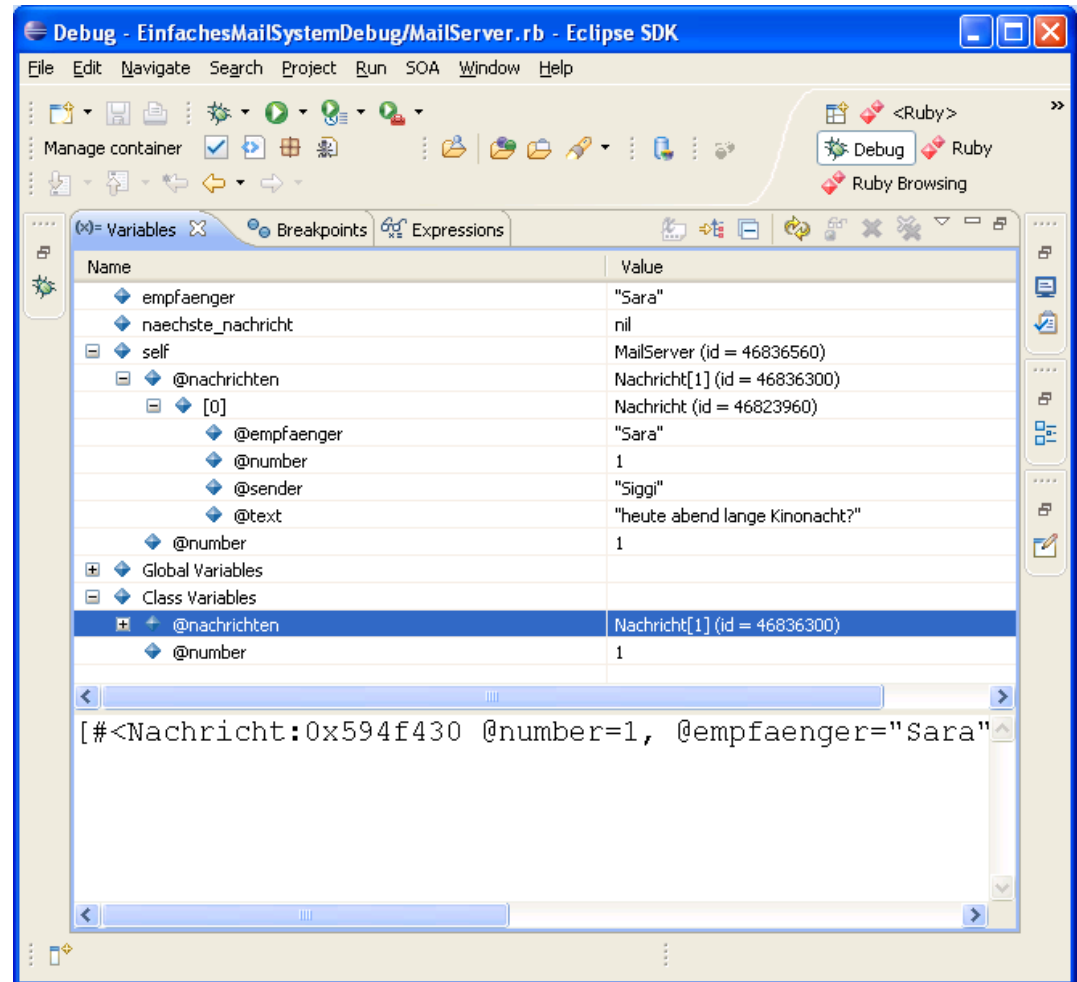 Debug - EinfachesMailSystemDebug/MailServer.rb - Eclipse SDK
File Edit Navigate Search Project Run SOA Window Help
<Ruby>
»
Manage container
Debug
Ruby
Ruby Browsing
(x)= Variables
Breakpoints
Expressions
Name Value
empfaenger "Sara"
naechste_nachricht nil
self MailServer (id = 46836560)
@nachrichten Nachricht[1] (id = 46836300)
[0] Nachricht (id = 46823960)
@empfaenger "Sara"
@number 1
@sender "Siggi"
@text "heute abend lange Kinonacht?"
@number 1
Global Variables
Class Variables
@nachrichten Nachricht[1] (id = 46836300)
@number 1
[#<Nachricht:0x594f430 @number=1, @empfaenger="Sara"